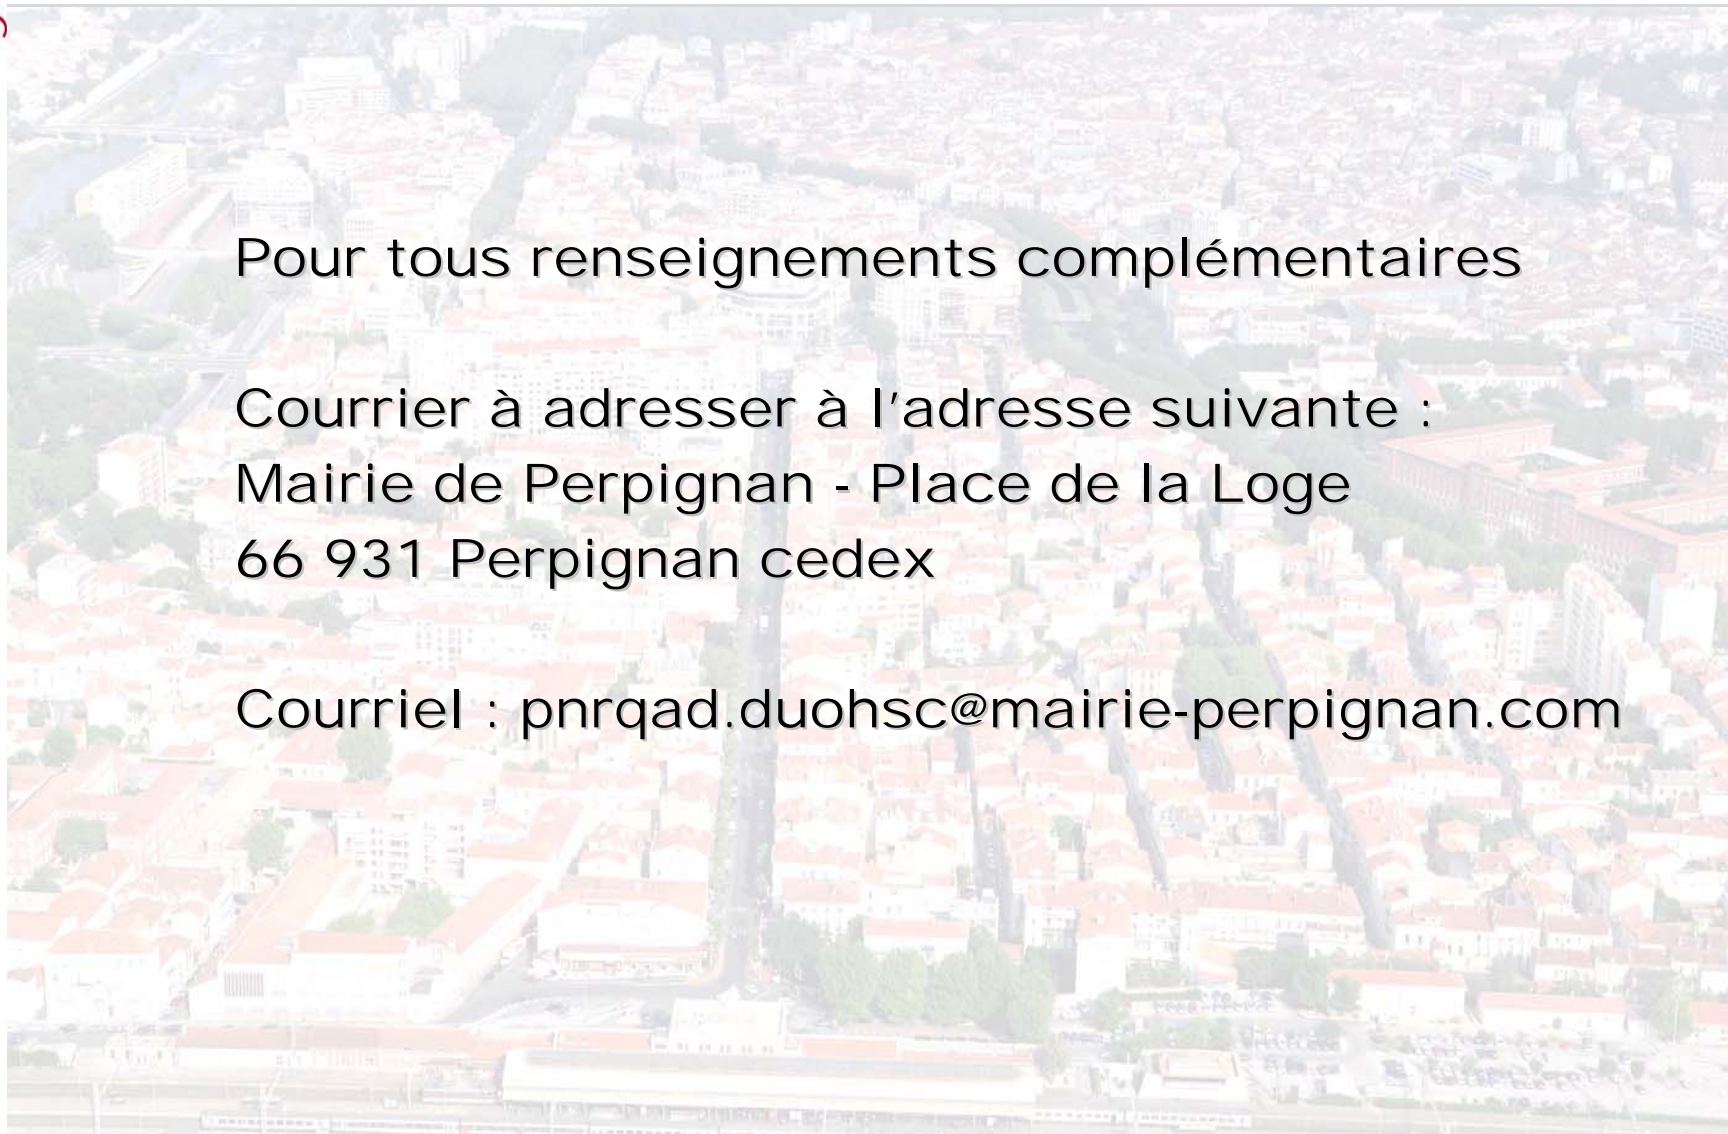 Pour tous renseignements complémentaires
Courrier à adresser à l'adresse suivante :
Mairie de Perpignan - Place de la Loge
66 931 Perpignan cedex
Courriel : pnrqad.duohsc@mairie-perpignan.com